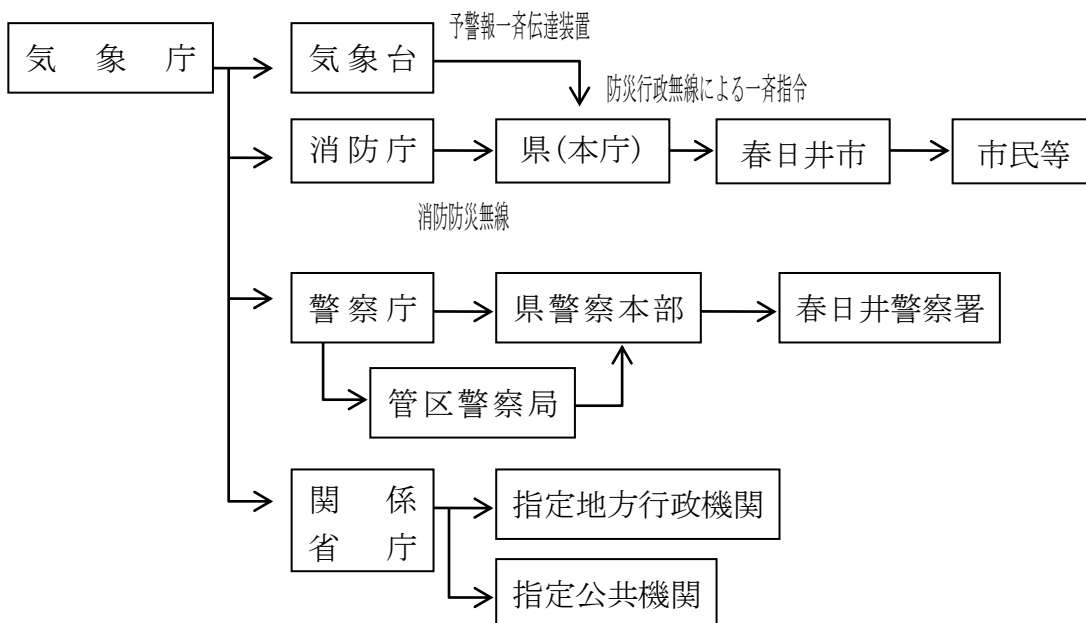 予警報一斉伝達装置
気象庁
気象台
防災行政無線による一斉指令
消防庁
県(本庁)
春日井市
市民等
消防防災無線
警察庁
県警察本部
春日井警察署
管区警察局
関係
省庁
指定地方行政機関
指定公共機関